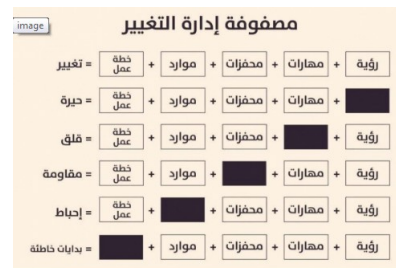 مصفوفة إدارة التغيير
image
رؤية + مهارات + محفزات + موارد + خطة عمل = تغيير
+ مهارات + محفزات + موارد + خطة عمل = حيرة
رؤية + + محفزات + موارد + خطة عمل = قلق
رؤية + مهارات + + موارد + خطة عمل = مقاومة
رؤية + مهارات + محفزات + + خطة عمل = إحباط
رؤية + مهارات + محفزات + موارد + = بدايات خاطئة